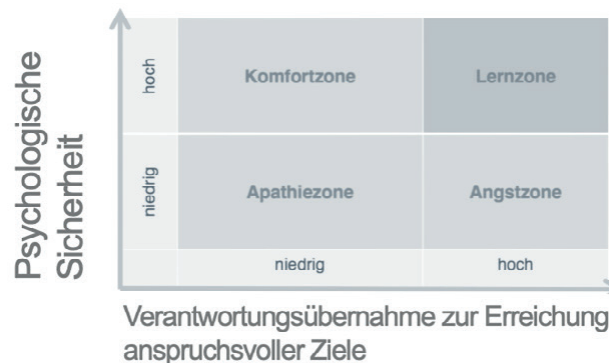 Psychologische
Sicherheit
hoch
Komfortzone
Lernzone
niedrig
Apathiezone
Angstzone
niedrig
hoch
Verantwortungsübernahme zur Erreichung
anspruchsvoller Ziele